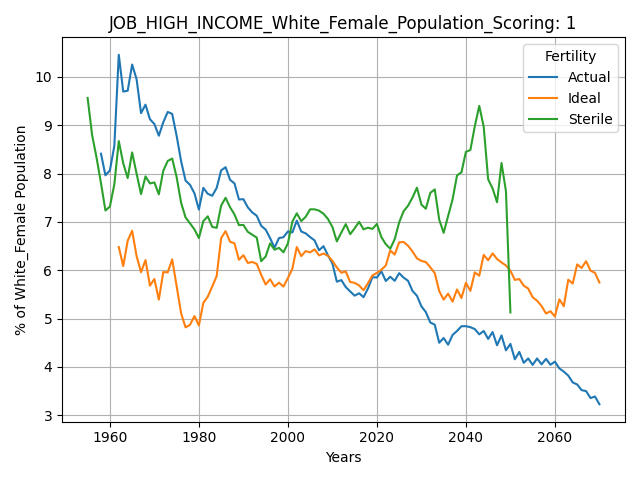 JOB_HIGH_INCOME_White_Female_Population_Scoring: 1
Fertility
Actual
Ideal
Sterile
% of White_Female Population
10
9
8
7
6
5
4
3
1960 1980 2000 2020 2040 2060
Years